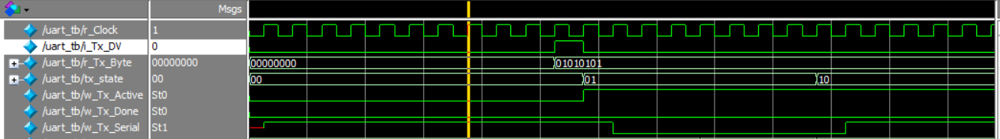 Msgs
/uart_tb/r_Clock 1
/uart_tb/i_Tx_DV 0
/uart_tb/r_Tx_Byte 00000000 00000000 01010101
/uart_tb/tx_state 00 00 01 10
/uart_tb/w_Tx_Active St0
/uart_tb/w_Tx_Done St0
/uart_tb/w_Tx_Serial St1